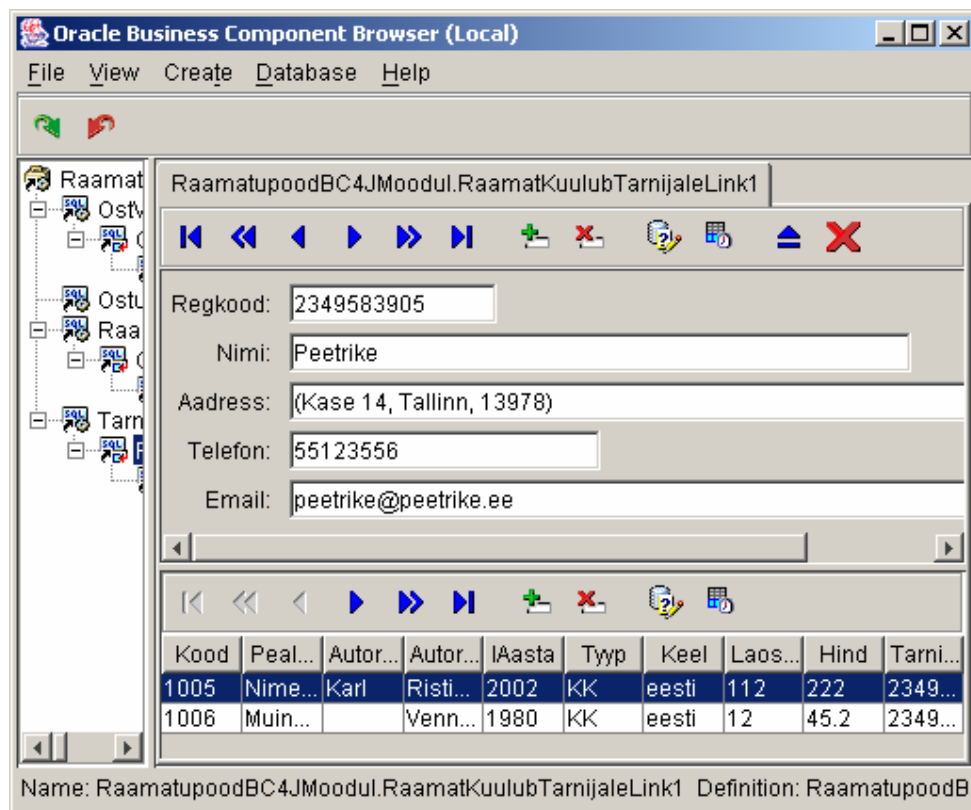 Oracle Business Component Browser (Local)
File View Create Database Help
Raamat
Ost
Ostu
Raa
Tarn
RaamatupoodBC4JMoodul.RaamatKuulubTarnijaleLink1
Regkood: 2349583905
Nimi: Peetrike
Aadress: (Kase 14, Tallinn, 13978)
Telefon: 55123556
Email: peetrike@peetrike.ee
Kood Peal... Autor... Autor... IAasta Tyyp Keel Laos... Hind Tarni...
1005 Nime... Karl Risti... 2002 KK eesti 112 222 2349...
1006 Muin... Venn... 1980 KK eesti 12 45.2 2349...
Name: RaamatupoodBC4JMoodul.RaamatKuulubTarnijaleLink1 Definition: RaamatupoodB